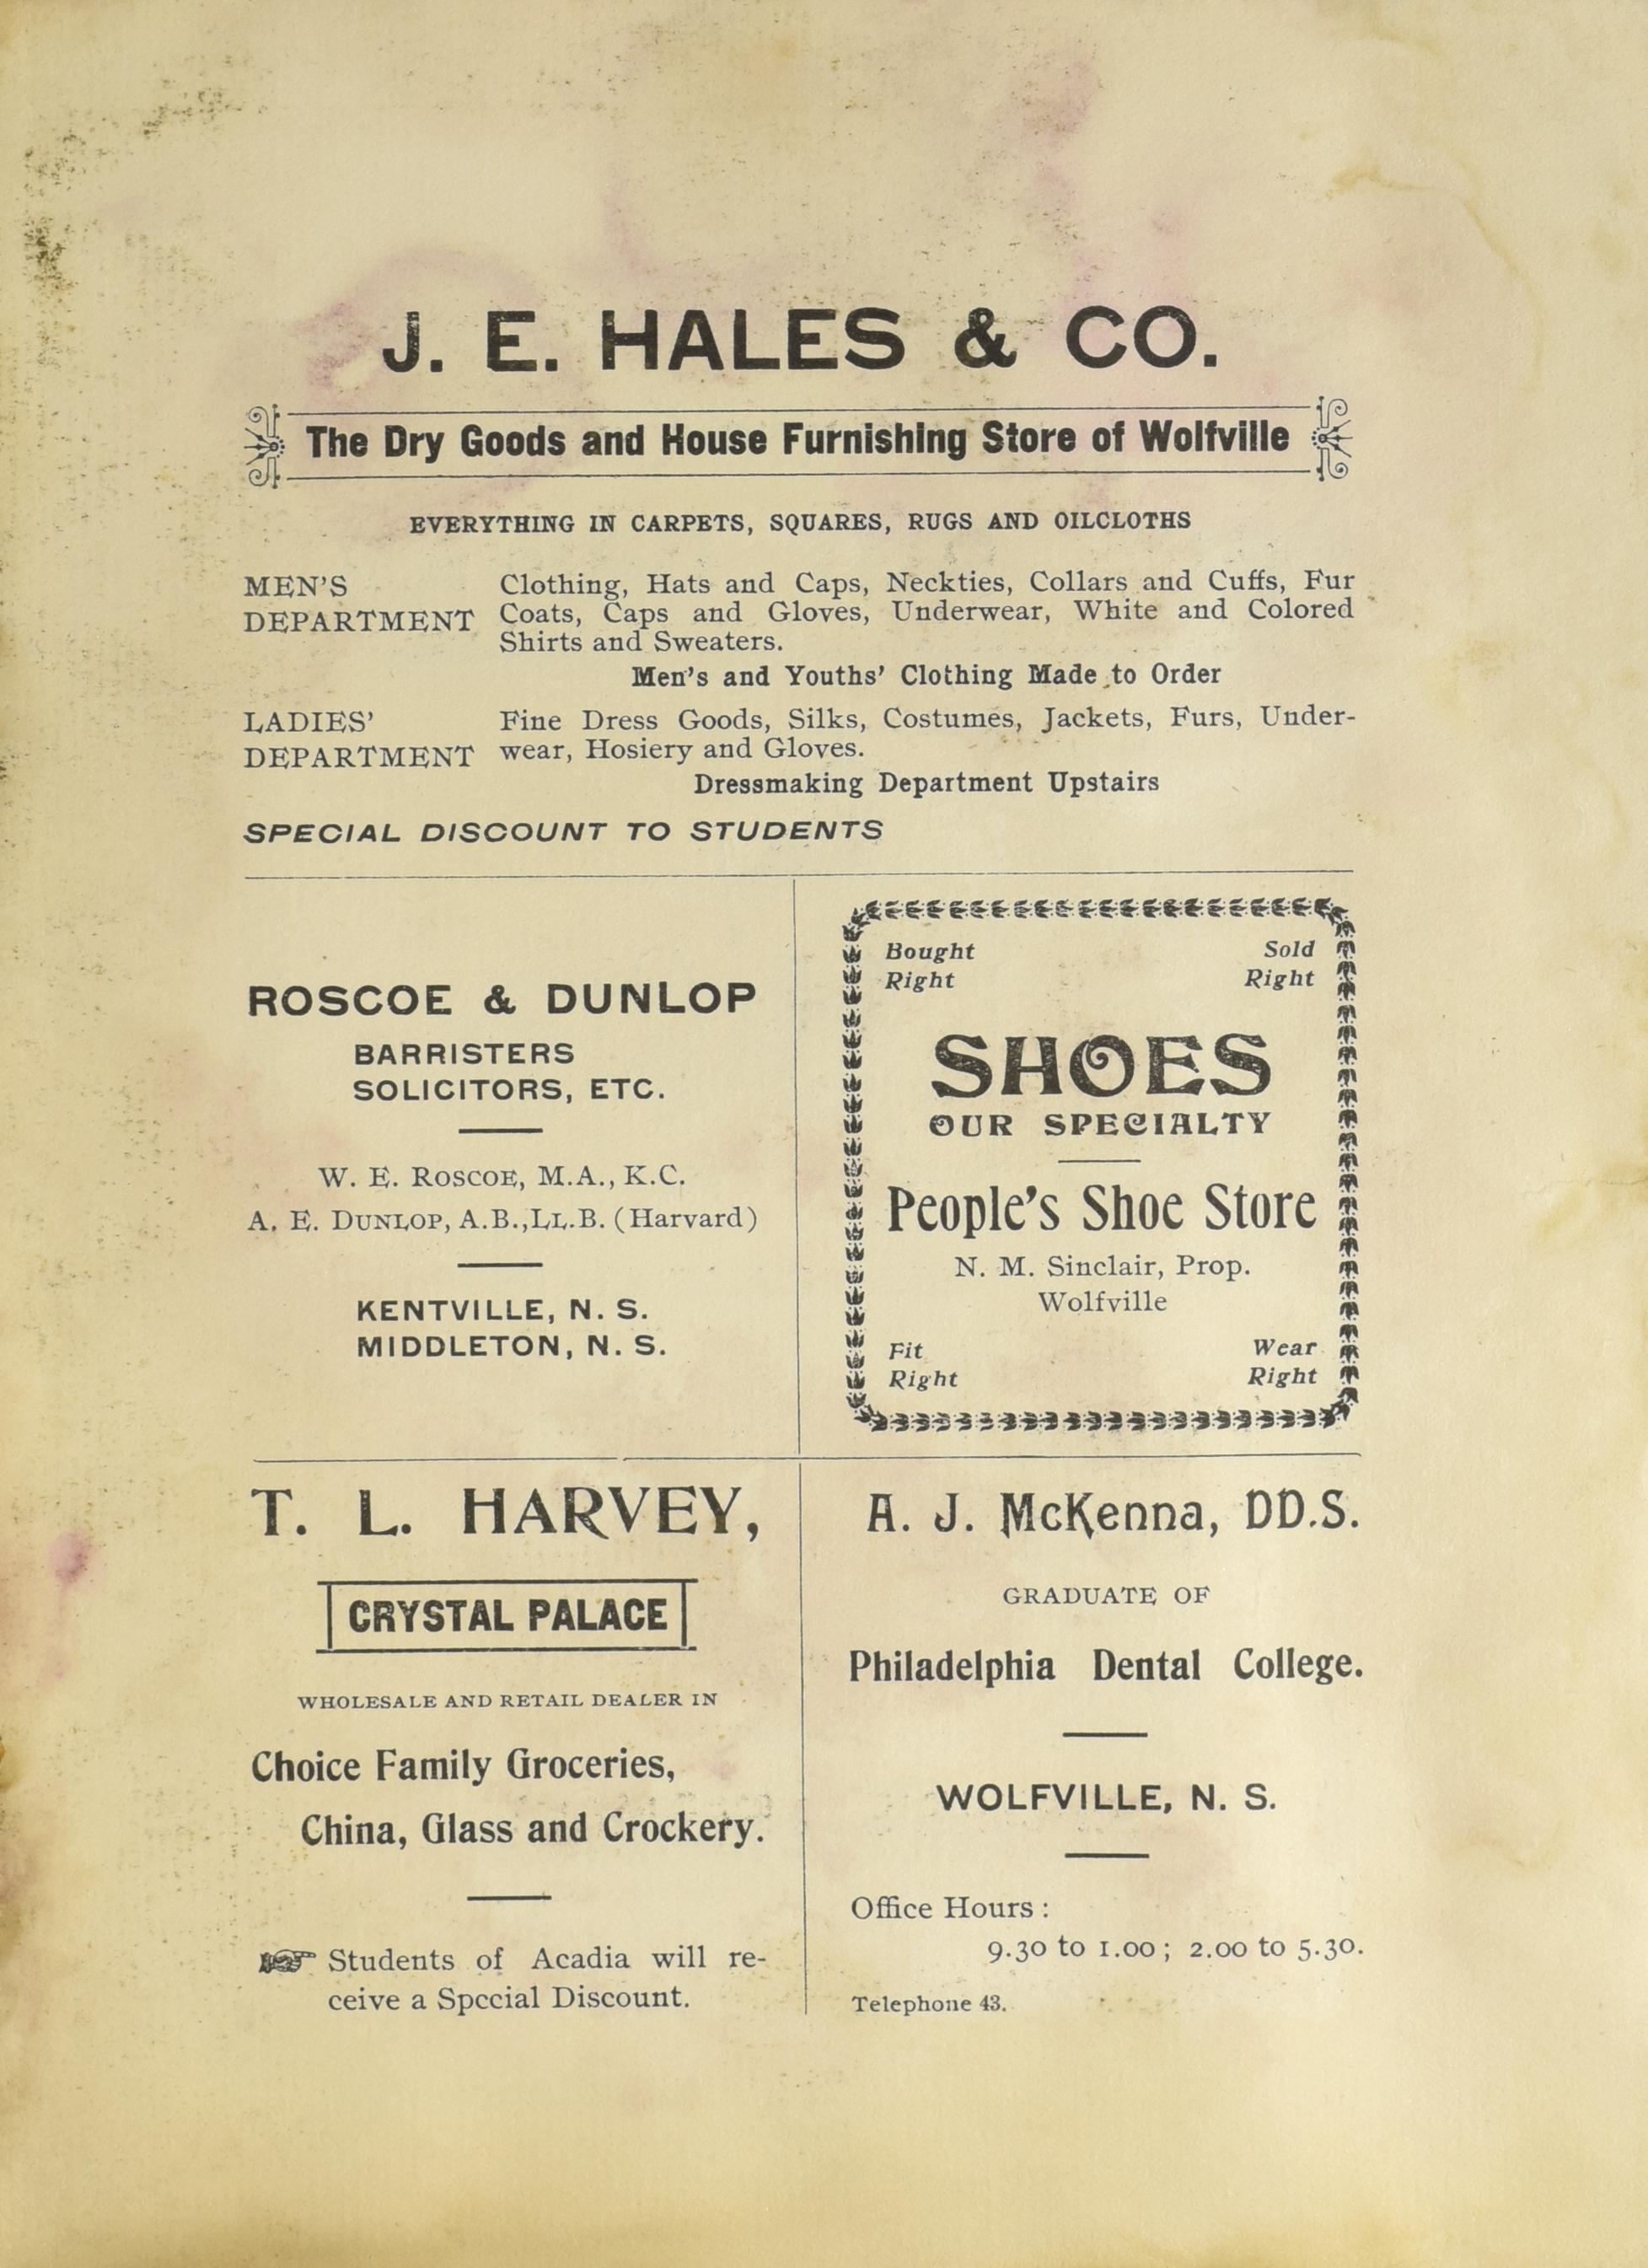 J. E. HALES & CO.
The Dry Goods and House Furnishing Store of Wolfville
EVERYTHING IN CARPETS, SQUARES, RUGS AND OILCLOTHS
MEN'S DEPARTMENT
Clothing, Hats and Caps, Neckties, Collars and Cuffs, Fur
Coats, Caps and Gloves, Underwear, White and Colored
Shirts and Sweaters.
Men's and Youths' Clothing Made to Order
LADIES' DEPARTMENT
Fine Dress Goods, Silks, Costumes, Jackets, Furs, Under-
wear, Hosiery and Gloves.
Dressmaking Department Upstairs
SPECIAL DISCOUNT TO STUDENTS
ROSCOE & DUNLOP
BARRISTERS
SOLICITORS, ETC.
W. E. ROSCOE, M.A., K.C.
A. E. DUNLOP, A.B.,LL.B. (Harvard)
KENTVILLE, N. S.
MIDDLETON, N. S.
Bought Right
Sold Right
SHOES
OUR SPECIALTY
People's Shoe Store
N. M. Sinclair, Prop.
Wolfville
Fit Right
Wear Right
T. L. HARVEY,
CRYSTAL PALACE
WHOLESALE AND RETAIL DEALER IN
Choice Family Groceries,
China, Glass and Crockery.
☞ Students of Acadia will re-
ceive a Special Discount.
A. J. McKenna, DD.S.
GRADUATE OF
Philadelphia Dental College.
WOLFVILLE, N. S.
Office Hours :
9.30 to 1.00 ; 2.00 to 5.30.
Telephone 43.